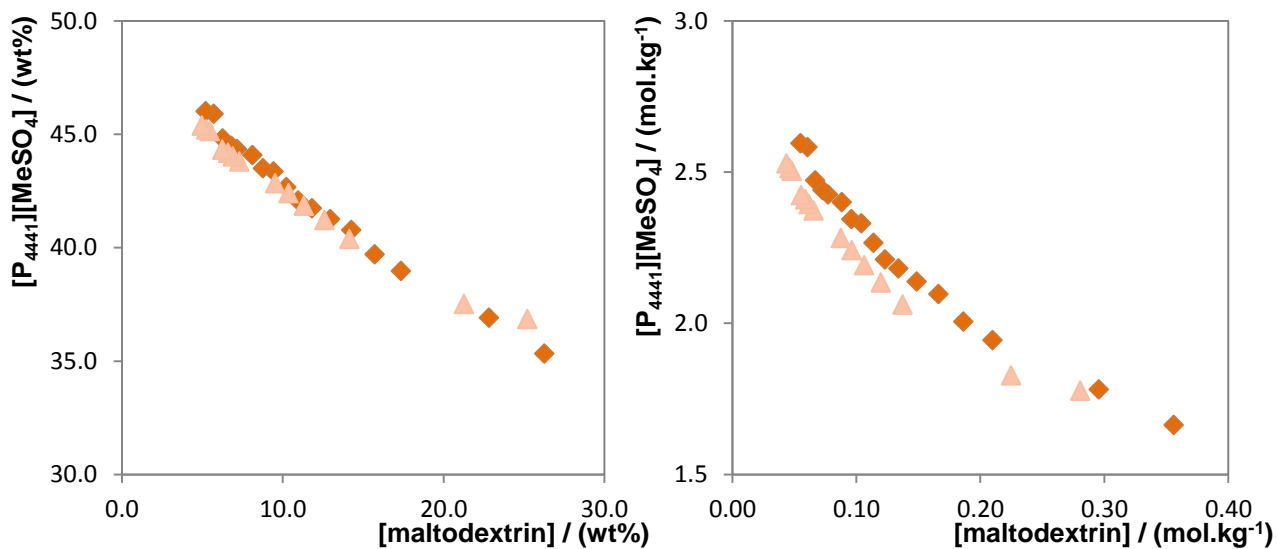 [P₄₄₄₁][MeSO₄] / (wt%)
50.0
45.0
40.0
35.0
30.0
0.0 10.0 20.0 30.0
[maltodextrin] / (wt%)
[P₄₄₄₁][MeSO₄] / (mol.kg⁻¹)
3.0
2.5
2.0
1.5
0.00 0.10 0.20 0.30 0.40
[maltodextrin] / (mol.kg⁻¹)